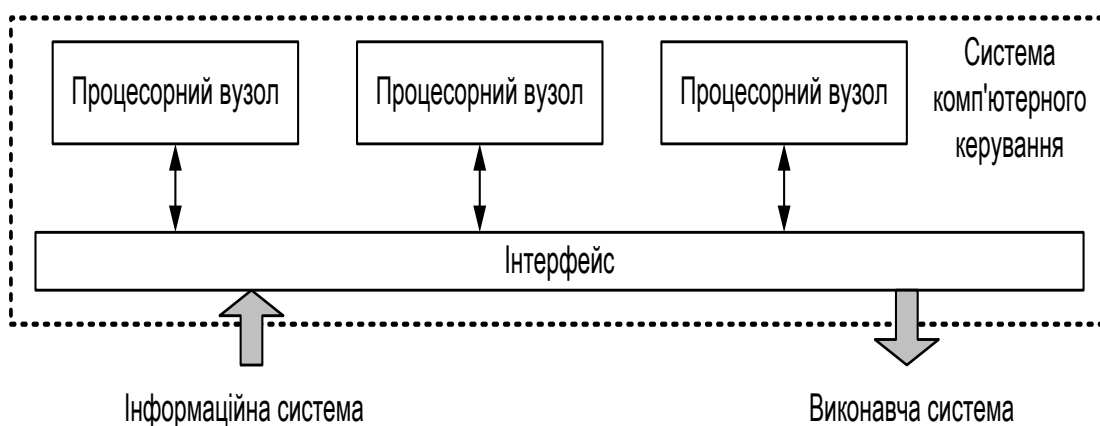 Процесорний вузол
Процесорний вузол
Процесорний вузол
Система
комп'ютерного
керування
Інтерфейс
Інформаційна система
Виконавча система